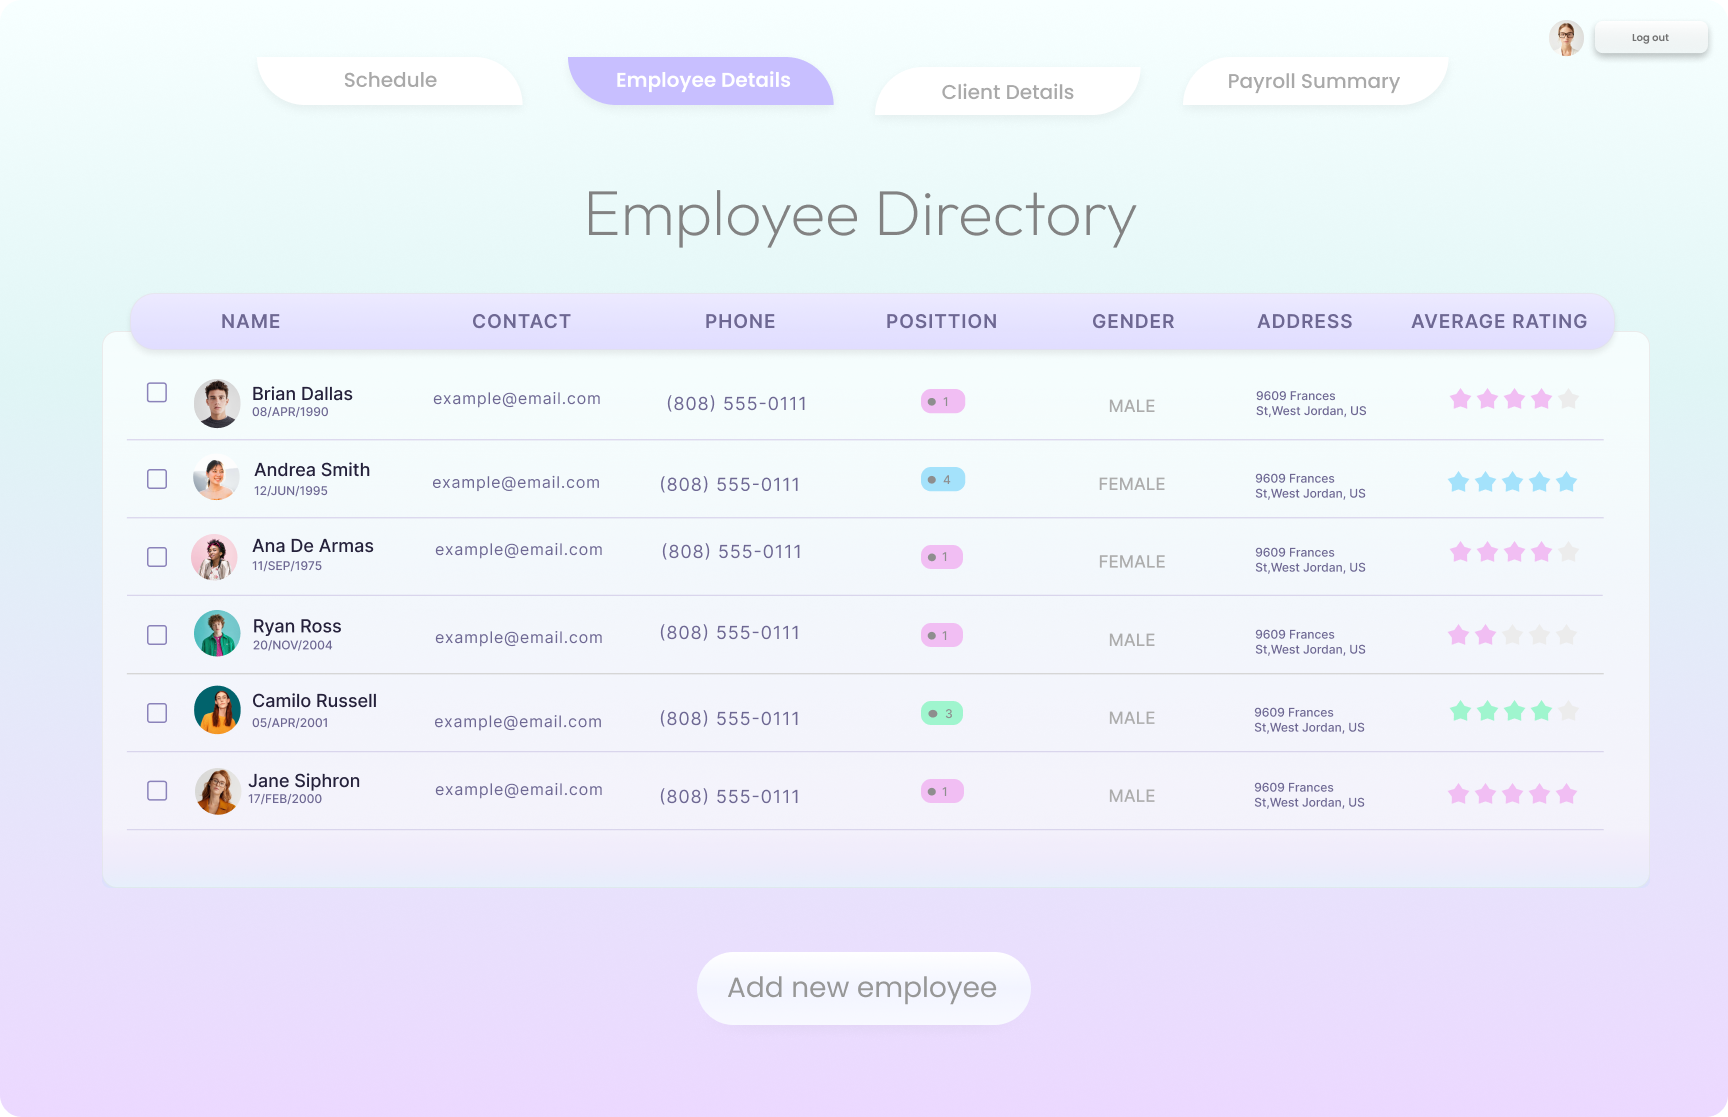 Log out
Schedule
Employee Details
Client Details
Payroll Summary
Employee Directory
NAME CONTACT PHONE POSITTION GENDER ADDRESS AVERAGE RATING
Brian Dallas
08/APR/1990
example@email.com
(808) 555-0111
1
MALE
9609 Frances
St,West Jordan, US
Andrea Smith
12/JUN/1995
example@email.com
(808) 555-0111
4
FEMALE
9609 Frances
St,West Jordan, US
Ana De Armas
11/SEP/1975
example@email.com
(808) 555-0111
1
FEMALE
9609 Frances
St,West Jordan, US
Ryan Ross
20/NOV/2004
example@email.com
(808) 555-0111
1
MALE
9609 Frances
St,West Jordan, US
Camilo Russell
05/APR/2001
example@email.com
(808) 555-0111
3
MALE
9609 Frances
St,West Jordan, US
Jane Siphron
17/FEB/2000
example@email.com
(808) 555-0111
1
MALE
9609 Frances
St,West Jordan, US
Add new employee